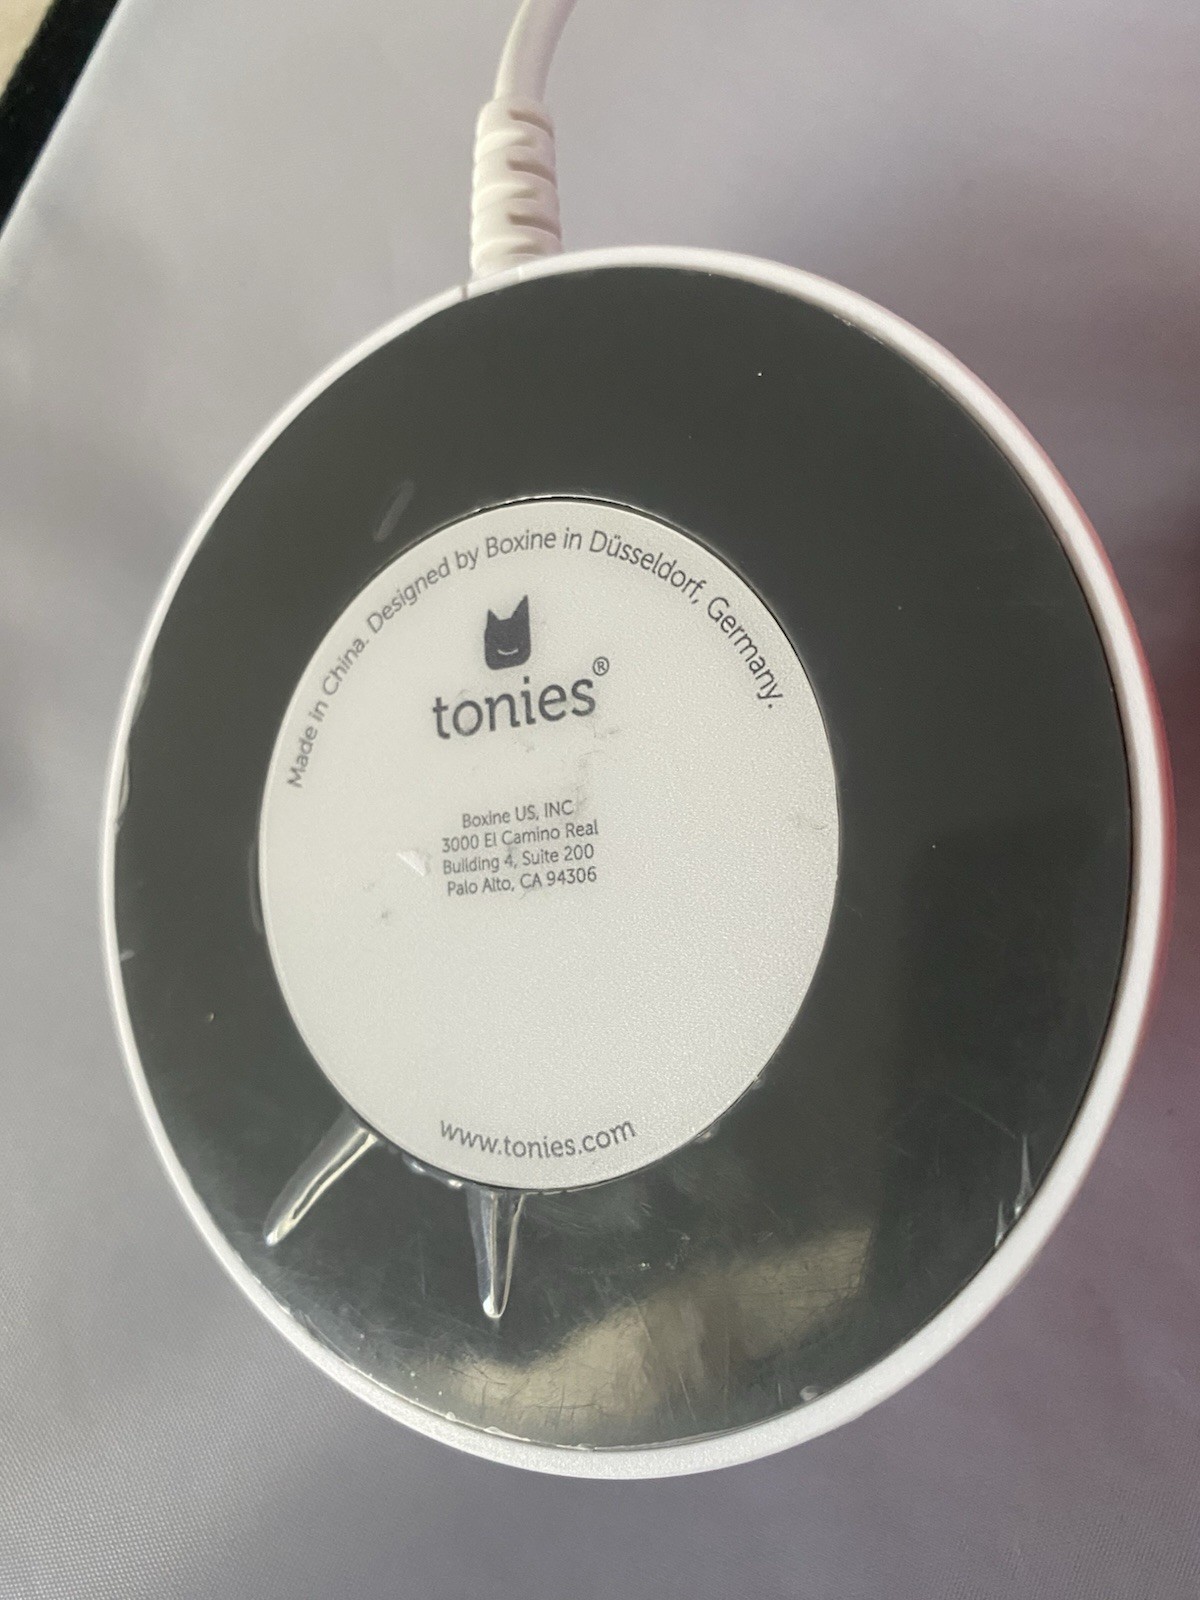 Made in China. Designed by Boxine in Düsseldorf, Germany.
tonies®
Boxine US, INC
3000 El Camino Real
Building 4, Suite 200
Palo Alto, CA 94306
www.tonies.com